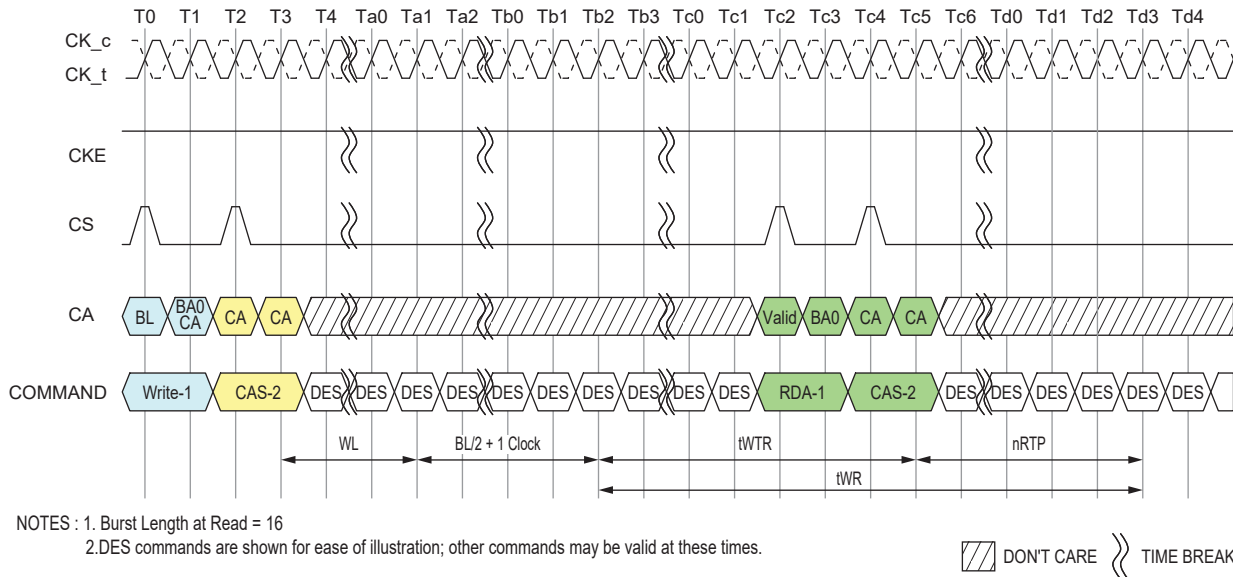 T0 T1 T2 T3 T4 Ta0 Ta1 Ta2 Tb0 Tb1 Tb2 Tb3 Tc0 Tc1 Tc2 Tc3 Tc4 Tc5 Tc6 Td0 Td1 Td2 Td3 Td4
CK_c
CK_t
CKE
CS
CA BL BA0 CA CA CA Valid BA0 CA CA
COMMAND Write-1 CAS-2 DES DES DES DES DES DES DES DES DES DES RDA-1 CAS-2 DES DES DES DES DES DES
WL BL/2 + 1 Clock tWTR nRTP
tWR
NOTES : 1. Burst Length at Read = 16
2.DES commands are shown for ease of illustration; other commands may be valid at these times.
DON'T CARE TIME BREAK